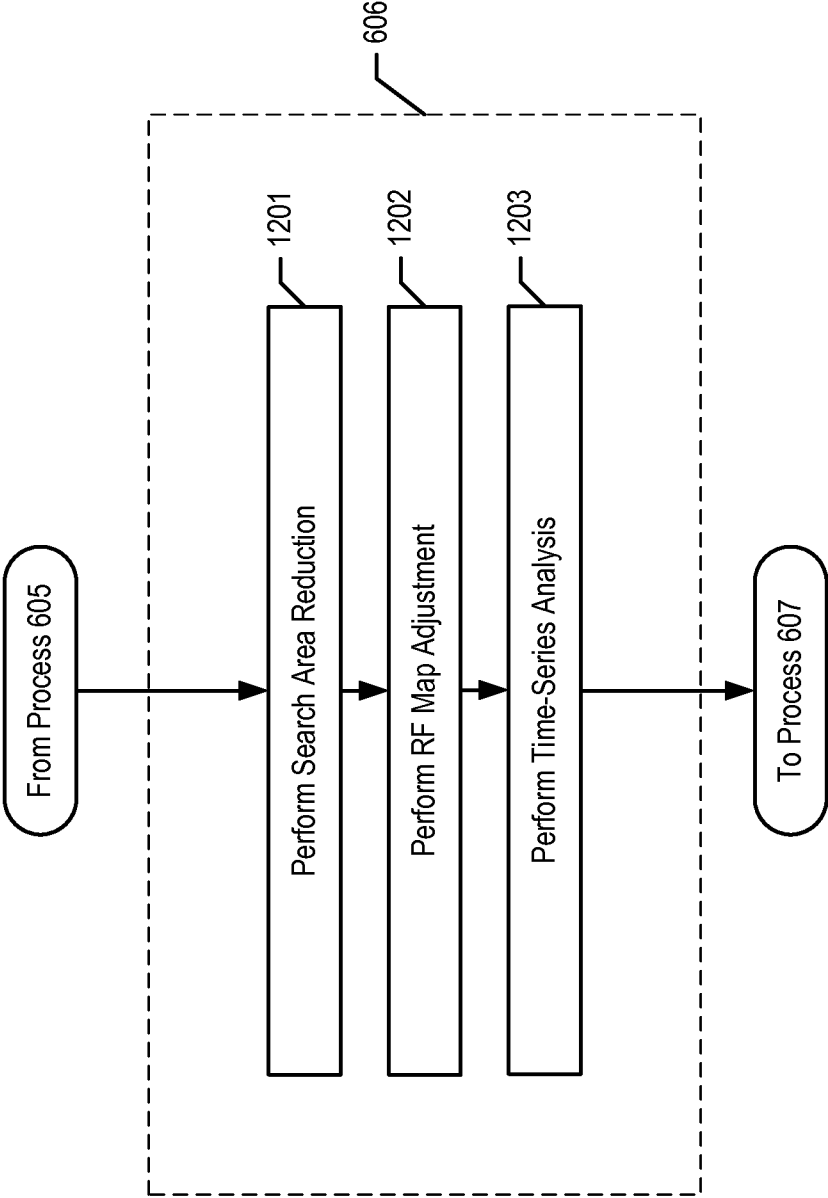 From Process 605
606
Perform Search Area Reduction
1201
Perform RF Map Adjustment
1202
Perform Time-Series Analysis
1203
To Process 607